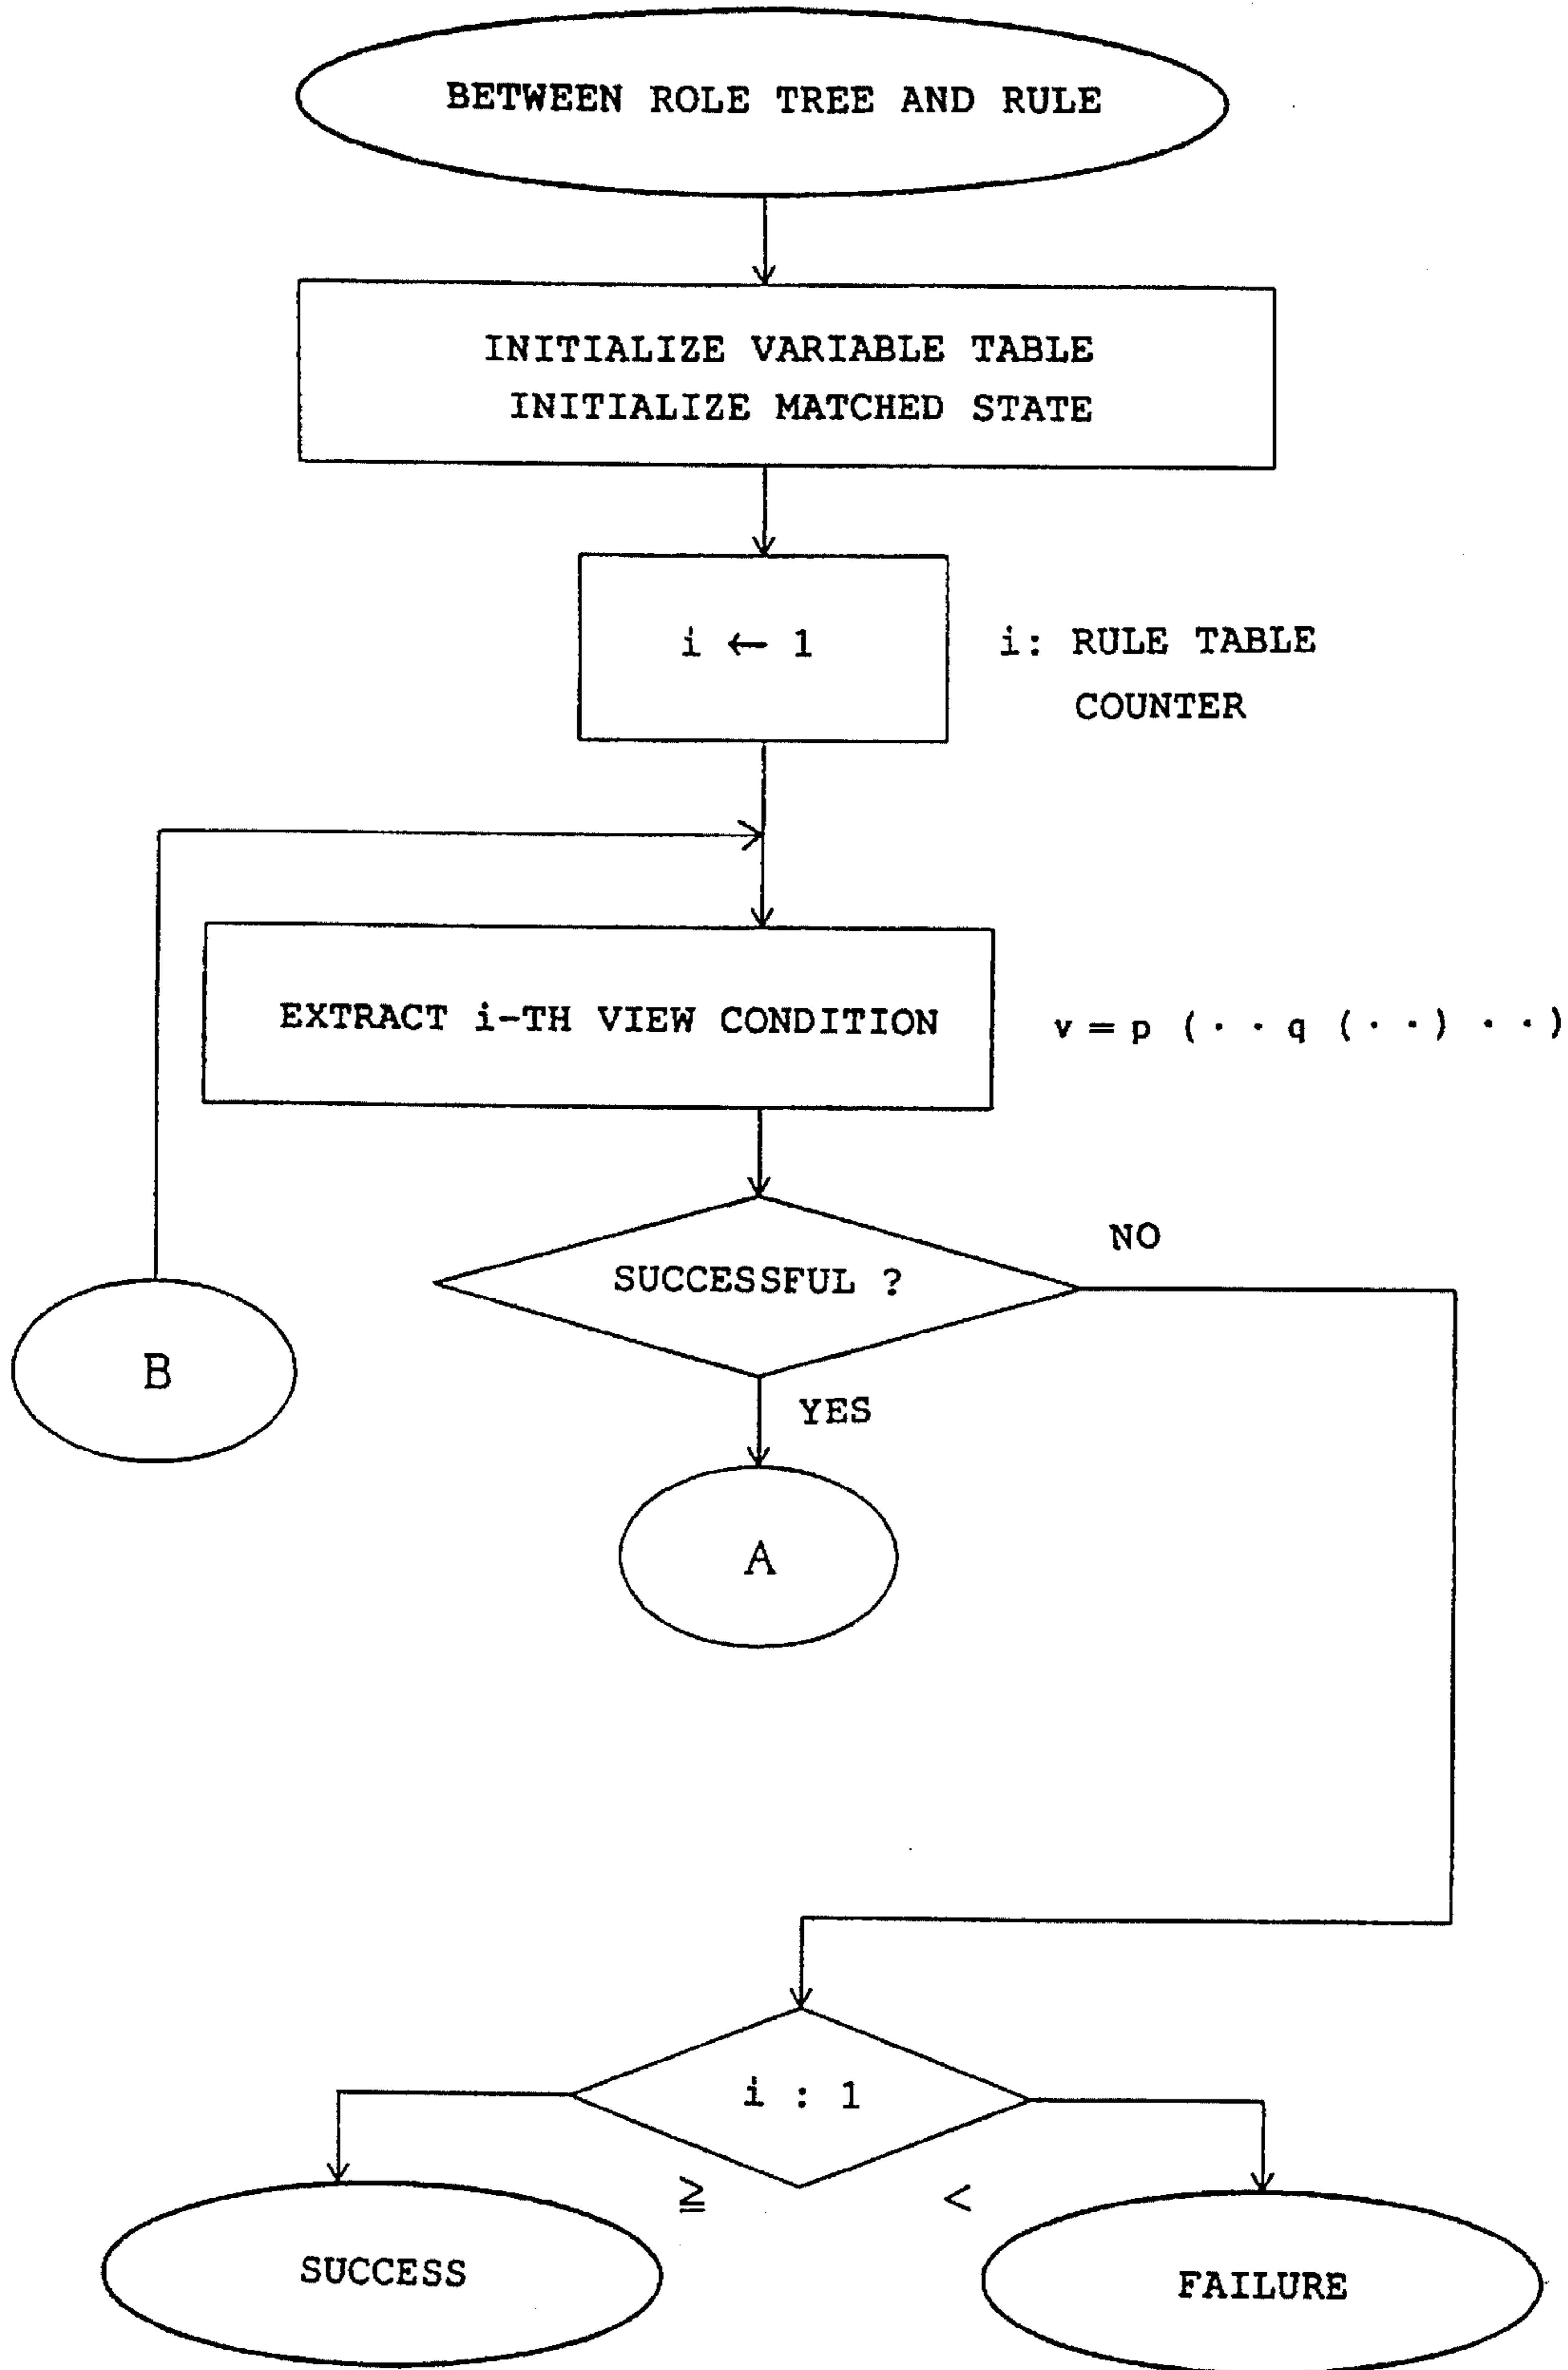 BETWEEN ROLE TREE AND RULE
INITIALIZE VARIABLE TABLE
INITIALIZE MATCHED STATE
i ← 1
i: RULE TABLE
COUNTER
EXTRACT i-TH VIEW CONDITION
v = p (・・q (・・) ・・)
SUCCESSFUL ?
NO
B
YES
A
i : 1
≧
<
SUCCESS
FAILURE